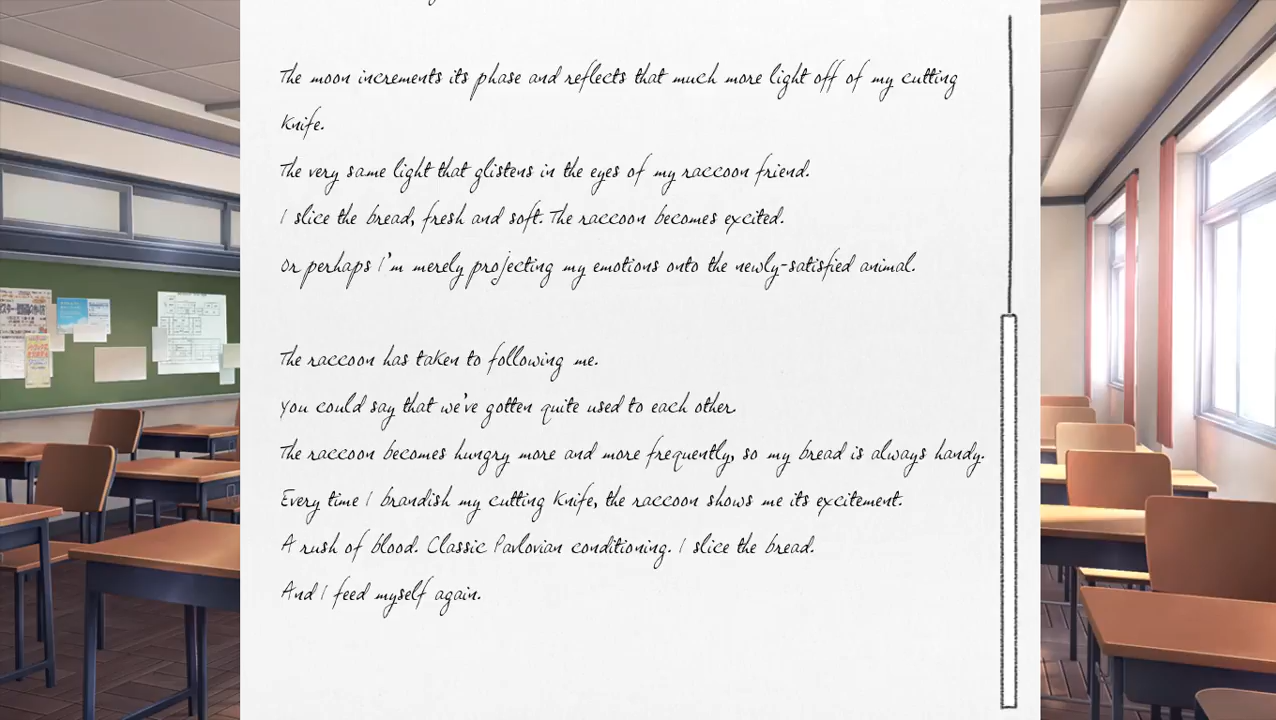 The moon increments its phase and reflects that much more light off of my cutting
knife.
The very same light that glistens in the eyes of my raccoon friend.
I slice the bread, fresh and soft. The raccoon becomes excited.
Or perhaps I'm merely projecting my emotions onto the newly-satisfied animal.
The raccoon has taken to following me.
You could say that we've gotten quite used to each other.
The raccoon becomes hungry more and more frequently, so my bread is always handy.
Every time I brandish my cutting knife, the raccoon shows me its excitement.
A rush of blood. Classic Pavlovian conditioning. I slice the bread.
And I feed myself again.